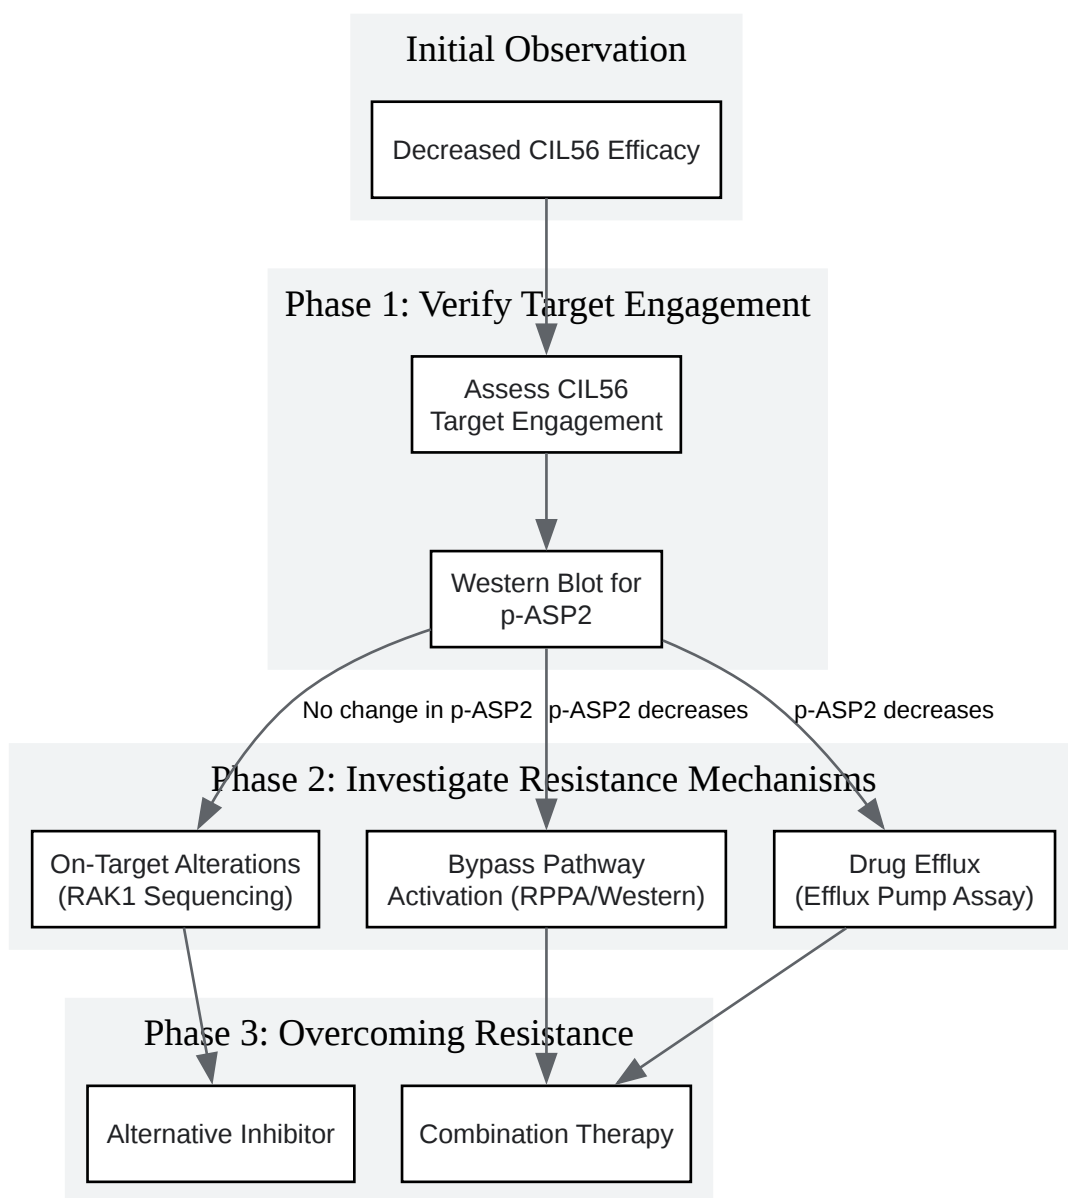 Initial Observation
Decreased CIL56 Efficacy
Phase 1: Verify Target Engagement
Assess CIL56
Target Engagement
Western Blot for
p-ASP2
No change in p-ASP2
p-ASP2 decreases
p-ASP2 decreases
Phase 2: Investigate Resistance Mechanisms
On-Target Alterations
(RAK1 Sequencing)
Bypass Pathway
Activation (RPPA/Western)
Drug Efflux
(Efflux Pump Assay)
Phase 3: Overcoming Resistance
Alternative Inhibitor
Combination Therapy